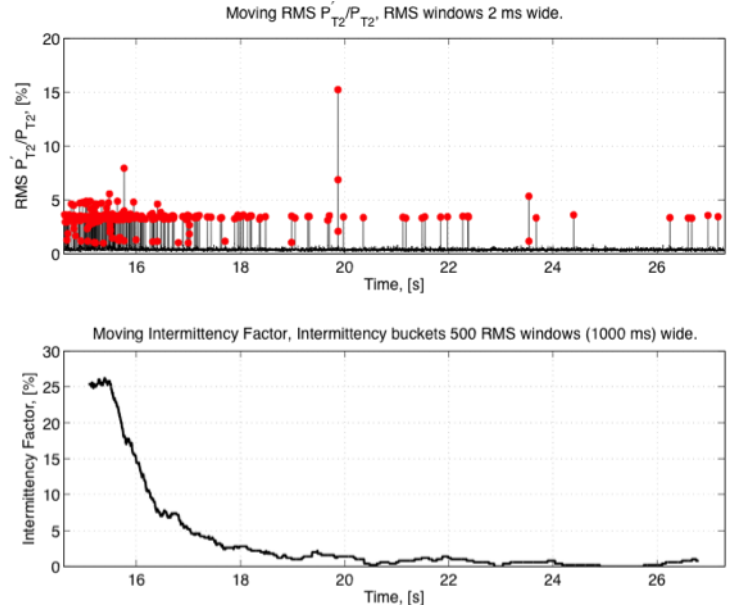 Moving RMS P'T2/PT2, RMS windows 2 ms wide.
20
15
10
5
0
RMS P'T2/PT2, [%]
16 18 20 22 24 26
Time, [s]
Moving Intermittency Factor, Intermittency buckets 500 RMS windows (1000 ms) wide.
30
25
20
15
10
5
0
Intermittency Factor, [%]
16 18 20 22 24 26
Time, [s]